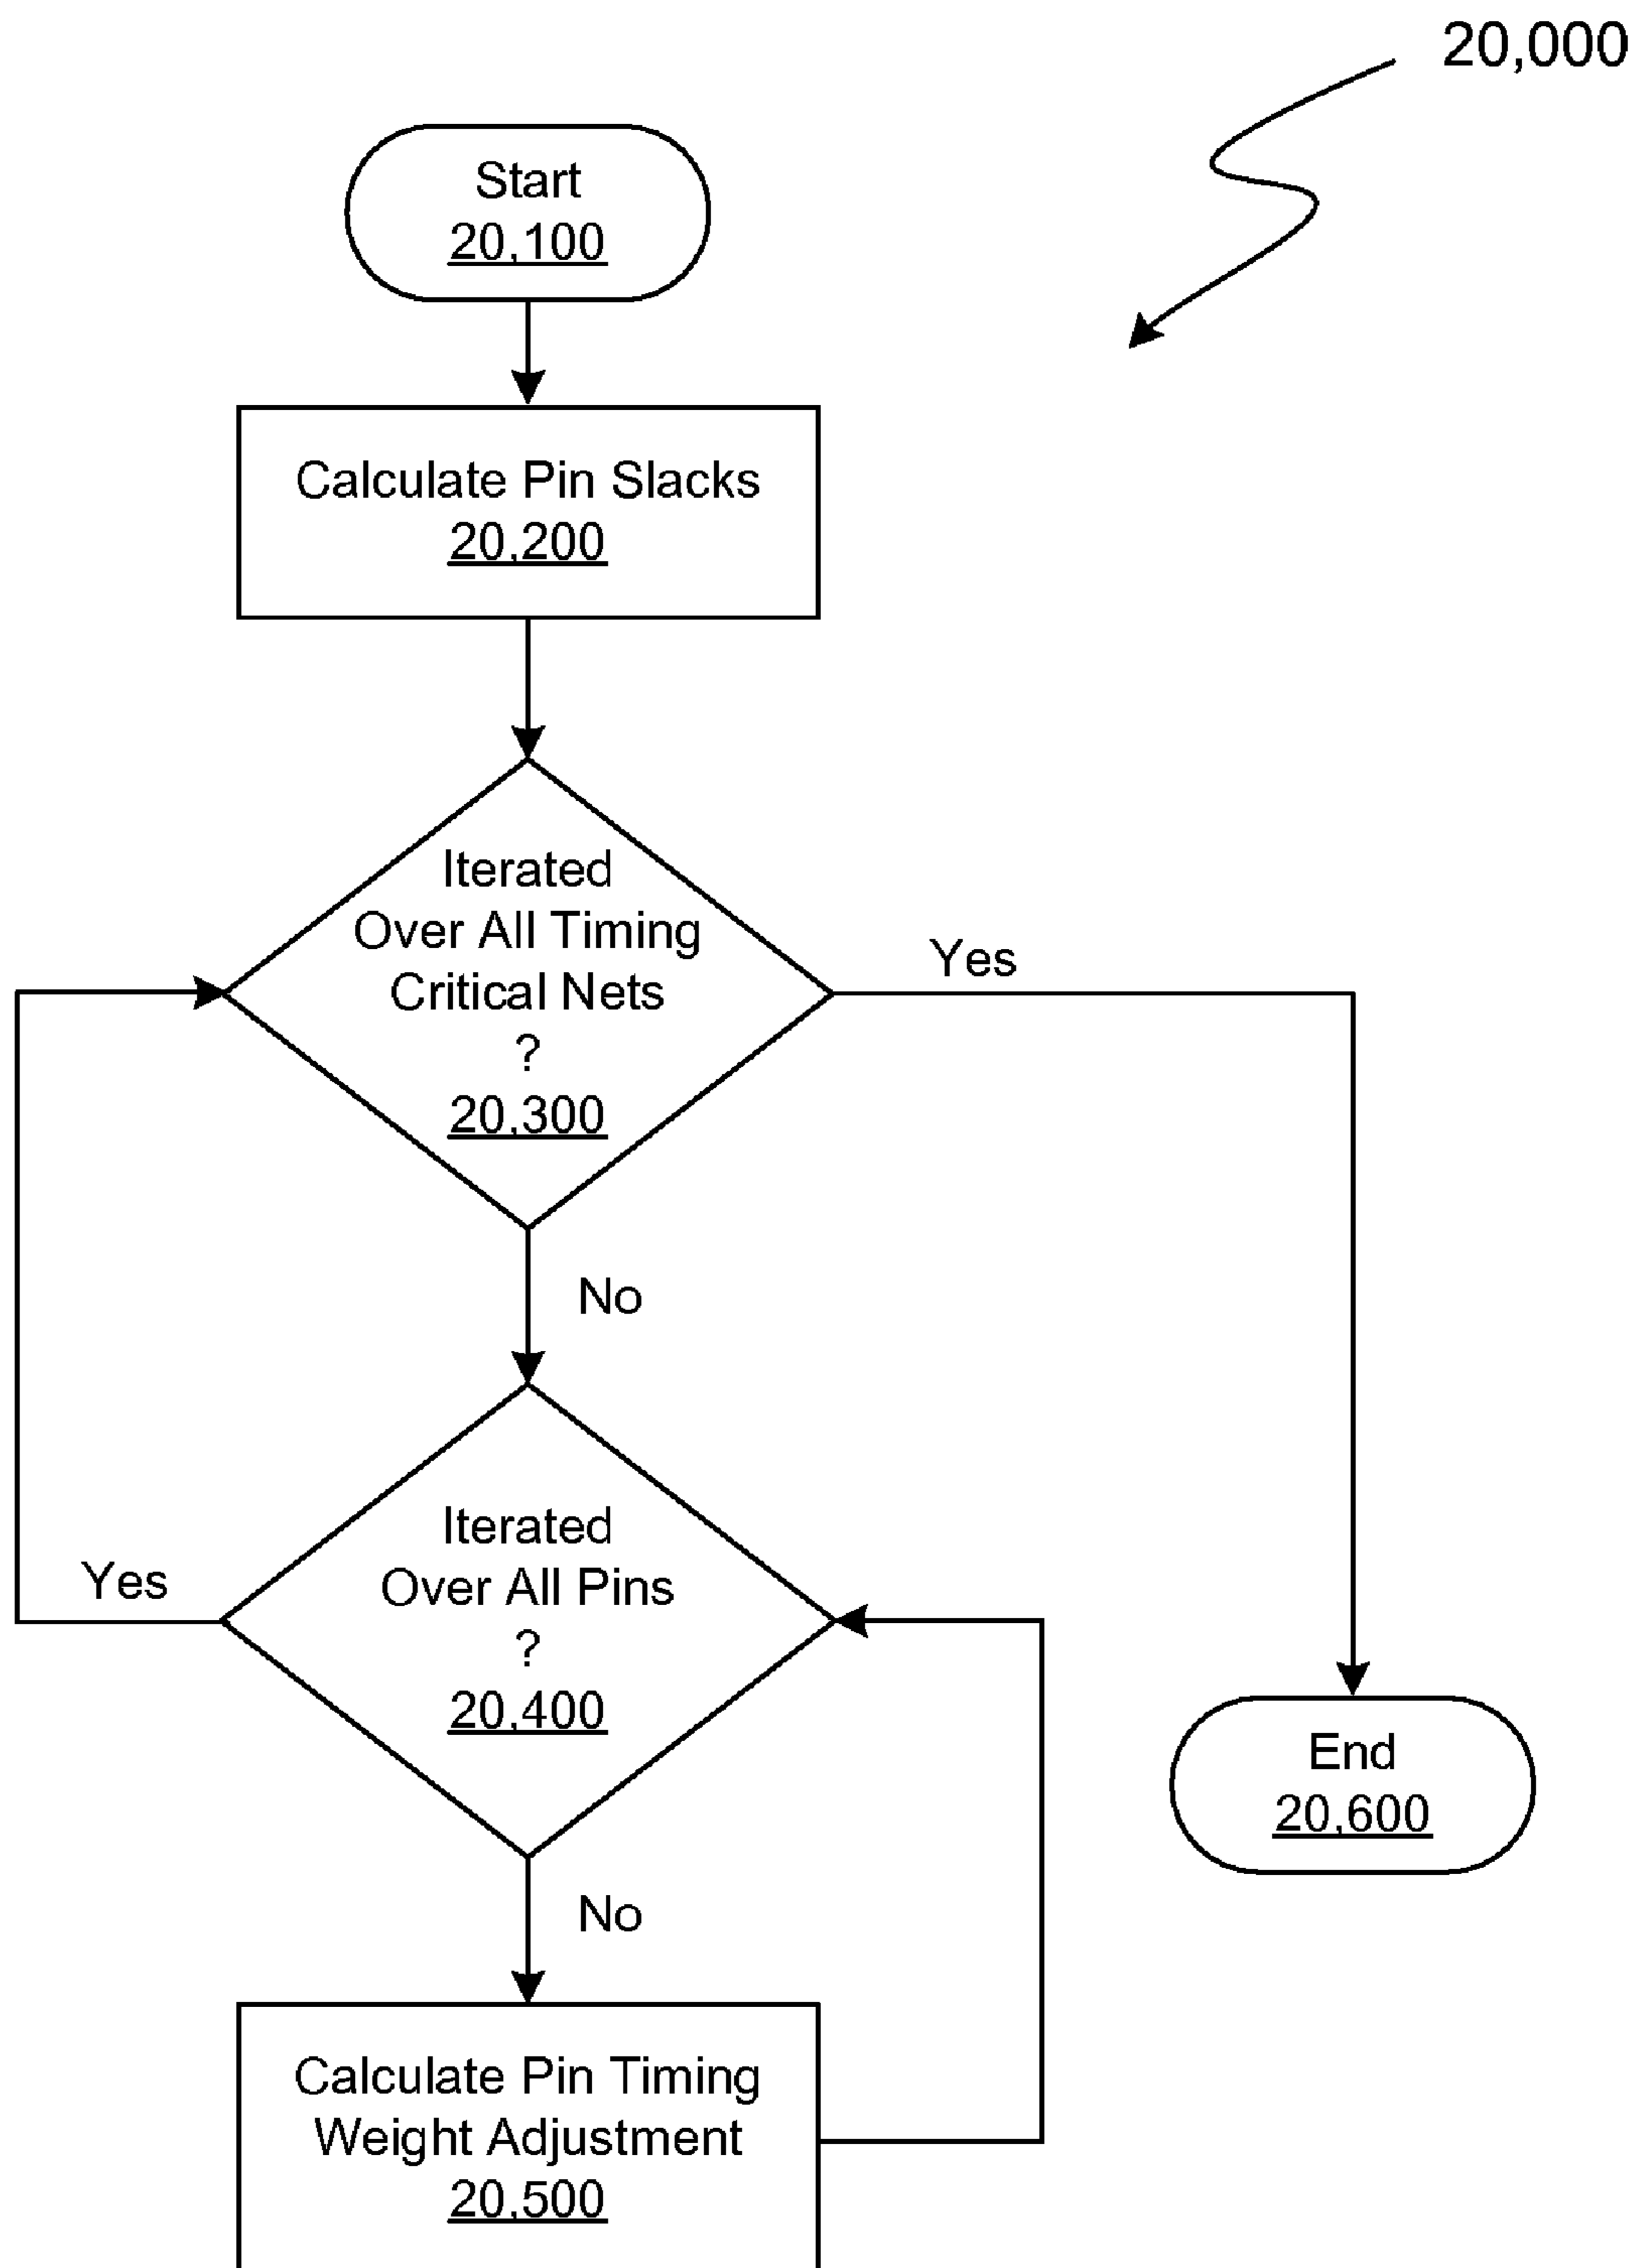 20,000
Start
20,100
Calculate Pin Slacks
20,200
Iterated
Over All Timing
Critical Nets
?
20,300
Yes
No
Iterated
Over All Pins
?
20,400
Yes
No
End
20,600
Calculate Pin Timing
Weight Adjustment
20,500